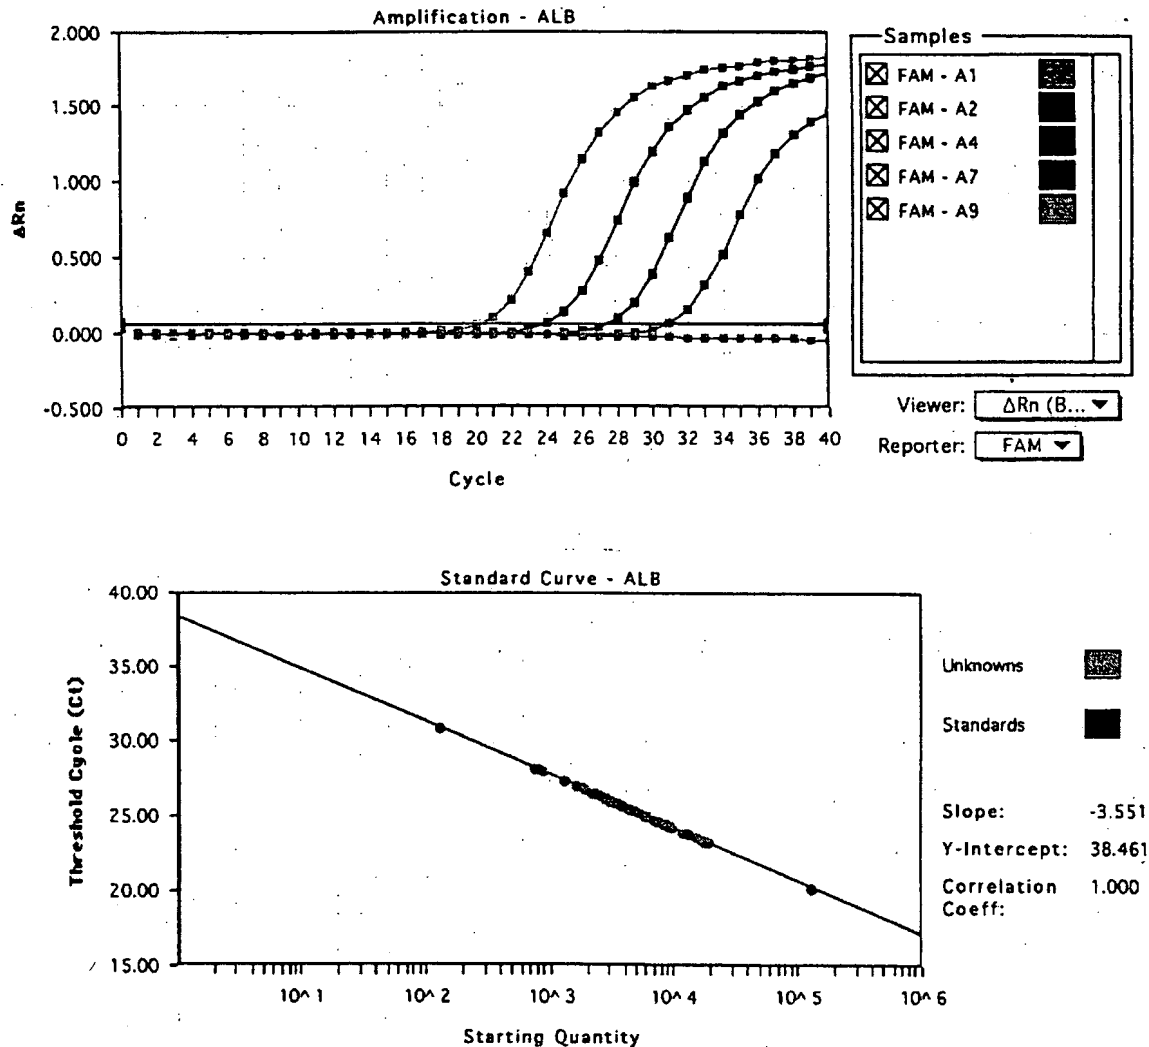 Amplification - ALB
2.000
1.500
1.000
0.500
0.000
-0.500
ΔRn
0 2 4 6 8 10 12 14 16 18 20 22 24 26 28 30 32 34 36 38 40
Cycle
Samples
FAM - A1
FAM - A2
FAM - A4
FAM - A7
FAM - A9
Viewer: ΔRn (B... ▼
Reporter: FAM ▼
Standard Curve - ALB
40.00
35.00
30.00
25.00
20.00
15.00
Threshold Cycle (Ct)
10^1 10^2 10^3 10^4 10^5 10^6
Starting Quantity
Unknowns
Standards
Slope: -3.551
Y-Intercept: 38.461
Correlation 1.000
Coeff: